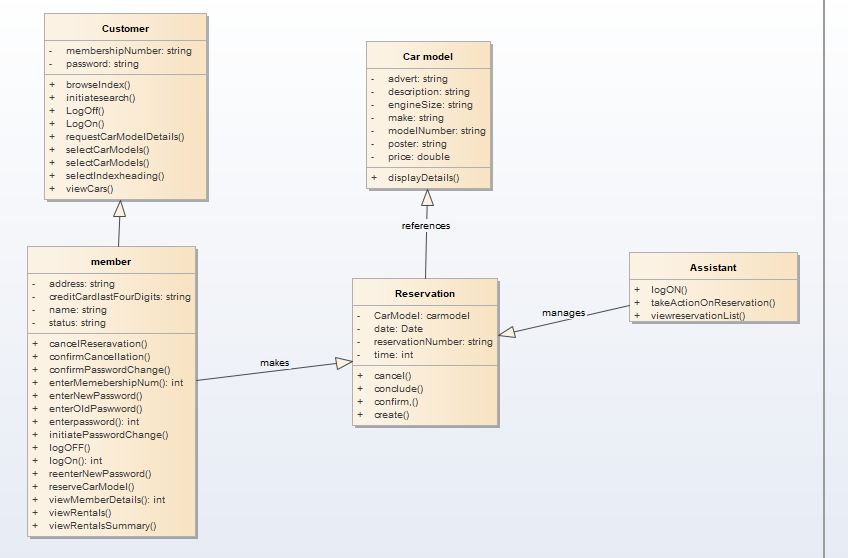 Customer
- membershipNumber: string
- password: string
+ browseIndex()
+ initiatesearch()
+ LogOff()
+ LogOn()
+ requestCarModelDetails()
+ selectCarModels()
+ selectCarModels()
+ selectIndexheading()
+ viewCars()
Car model
- advert: string
- description: string
- engineSize: string
- make: string
- modelNumber: string
- poster: string
- price: double
+ displayDetails()
references
member
- address: string
- creditCardlastFourDigits: string
- name: string
- status: string
+ cancelReseravation()
+ confirmCancellation()
+ confirmPasswordChange()
+ enterMemebershipNum(): int
+ enterNewPassword()
+ enterOldPaswword()
+ enterpassword(): int
+ initiatePasswordChange()
+ logOFF()
+ logOn(): int
+ reenterNewPassword()
+ reserveCarModel()
+ viewMemberDetails(): int
+ viewRentals()
+ viewRentalsSummary()
makes
Reservation
- CarModel: carmodel
- date: Date
- reservationNumber: string
- time: int
+ cancel()
+ conclude()
+ confirm,()
+ create()
manages
Assistant
+ logON()
+ takeActionOnReservation()
+ viewreservationList()